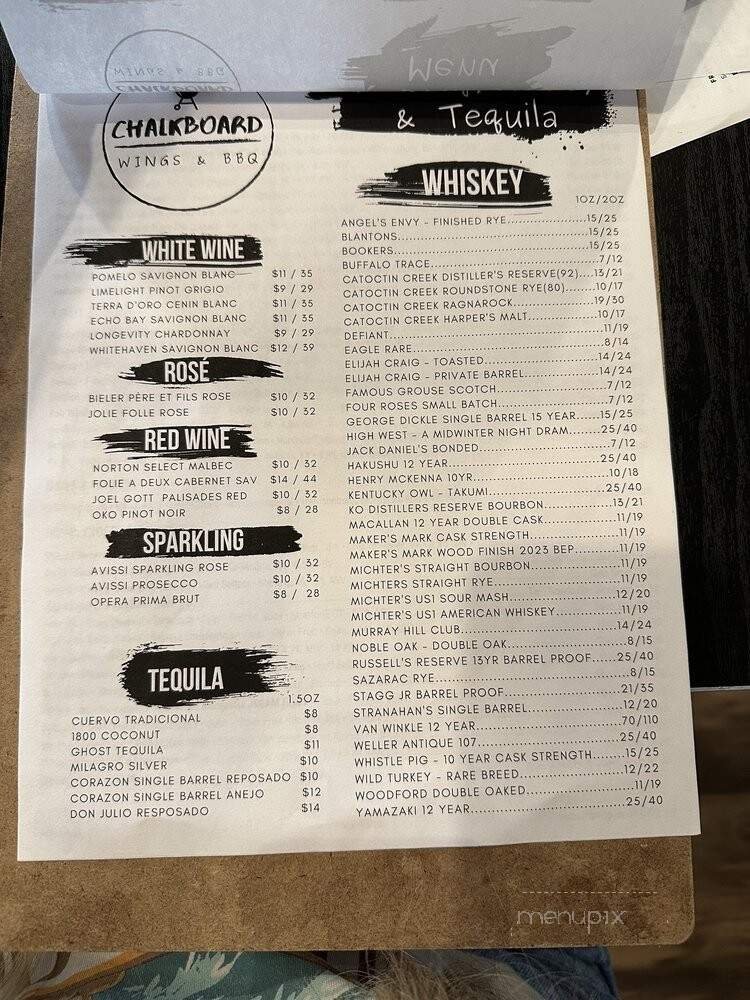 Menu
WINGS & BBQ
CHALKBOARD
CHALKBOARD
WINGS & BBQ
& Tequila
WHITE WINE
POMELO SAVIGNON BLANC $11 / 35
LIMELIGHT PINOT GRIGIO $9 / 29
TERRA D'ORO CENIN BLANC $11 / 35
ECHO BAY SAVIGNON BLANC $11 / 35
LONGEVITY CHARDONNAY $9 / 29
WHITEHAVEN SAVIGNON BLANC $12 / 39
ROSÉ
BIELER PÈRE ET FILS ROSE $10 / 32
JOLIE FOLLE ROSE $10 / 32
RED WINE
NORTON SELECT MALBEC $10 / 32
FOLIE A DEUX CABERNET SAV $14 / 44
JOEL GOTT PALISADES RED $10 / 32
OKO PINOT NOIR $8 / 28
SPARKLING
AVISSI SPARKLING ROSE $10 / 32
AVISSI PROSECCO $10 / 32
OPERA PRIMA BRUT $8 / 28
TEQUILA
1.5OZ
CUERVO TRADICIONAL $8
1800 COCONUT $8
GHOST TEQUILA $11
MILAGRO SILVER $10
CORAZON SINGLE BARREL REPOSADO $10
CORAZON SINGLE BARREL ANEJO $12
DON JULIO RESPOSADO $14
WHISKEY
1OZ/2OZ
ANGEL'S ENVY - FINISHED RYE...15/25
BLANTONS...15/25
BOOKERS...15/25
BUFFALO TRACE...7/12
CATOCTIN CREEK DISTILLER'S RESERVE(92)....13/21
CATOCTIN CREEK ROUNDSTONE RYE(80)...10/17
CATOCTIN CREEK RAGNAROCK...19/30
CATOCTIN CREEK HARPER'S MALT...10/17
DEFIANT...11/19
EAGLE RARE...8/14
ELIJAH CRAIG - TOASTED...14/24
ELIJAH CRAIG - PRIVATE BARREL...14/24
FAMOUS GROUSE SCOTCH...7/12
FOUR ROSES SMALL BATCH...7/12
GEORGE DICKLE SINGLE BARREL 15 YEAR...15/25
HIGH WEST - A MIDWINTER NIGHT DRAM...25/40
JACK DANIEL'S BONDED...7/12
HAKUSHU 12 YEAR...25/40
HENRY MCKENNA 10YR...10/18
KENTUCKY OWL - TAKUMI...25/40
KO DISTILLERS RESERVE BOURBON...13/21
MACALLAN 12 YEAR DOUBLE CASK...11/19
MAKER'S MARK CASK STRENGTH...11/19
MAKER'S MARK WOOD FINISH 2023 BEP...11/19
MICHTER'S STRAIGHT BOURBON...11/19
MICHTERS STRAIGHT RYE...11/19
MICHTER'S US1 SOUR MASH...12/20
MICHTER'S US1 AMERICAN WHISKEY...11/19
MURRAY HILL CLUB...14/24
NOBLE OAK - DOUBLE OAK...8/15
RUSSELL'S RESERVE 13YR BARREL PROOF...25/40
SAZARAC RYE...8/15
STAGG JR BARREL PROOF...21/35
STRANAHAN'S SINGLE BARREL...12/20
VAN WINKLE 12 YEAR...70/110
WELLER ANTIQUE 107...25/40
WHISTLE PIG - 10 YEAR CASK STRENGTH...15/25
WILD TURKEY - RARE BREED...12/22
WOODFORD DOUBLE OAKED...11/19
YAMAZAKI 12 YEAR...25/40
menupix